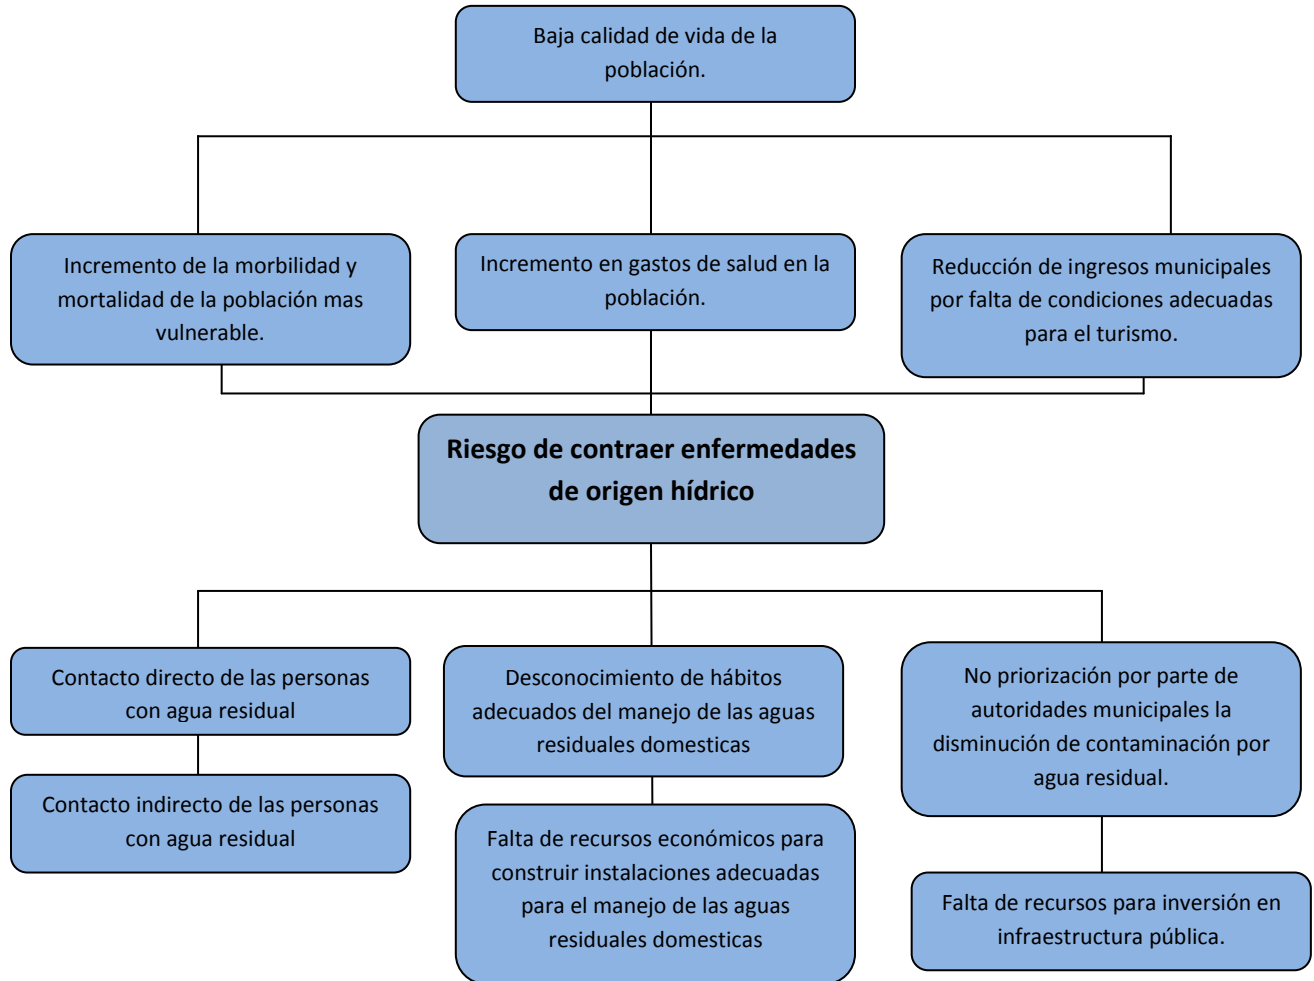 Baja calidad de vida de la
población.
Incremento de la morbilidad y
mortalidad de la población mas
vulnerable.
Incremento en gastos de salud en la
población.
Reducción de ingresos municipales
por falta de condiciones adecuadas
para el turismo.
Riesgo de contraer enfermedades
de origen hídrico
Contacto directo de las personas
con agua residual
Contacto indirecto de las personas
con agua residual
Desconocimiento de hábitos
adecuados del manejo de las aguas
residuales domesticas
Falta de recursos económicos para
construir instalaciones adecuadas
para el manejo de las aguas
residuales domesticas
No priorización por parte de
autoridades municipales la
disminución de contaminación por
agua residual.
Falta de recursos para inversión en
infraestructura pública.